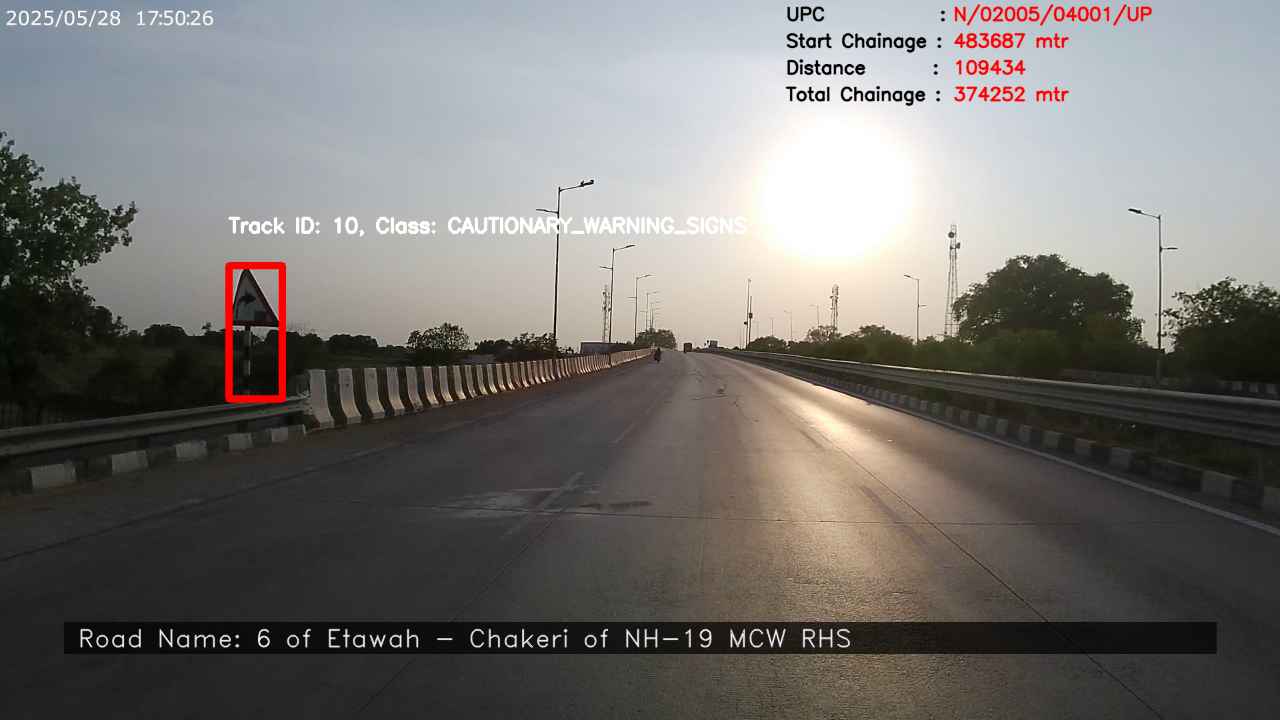 2025/05/28 17:50:26
UPC : N/02005/04001/UP
Start Chainage : 483687 mtr
Distance : 109434
Total Chainage : 374252 mtr
Track ID: 10, Class: CAUTIONARY_WARNING_SIGNS
Road Name: 6 of Etawah - Chakeri of NH-19 MCW RHS